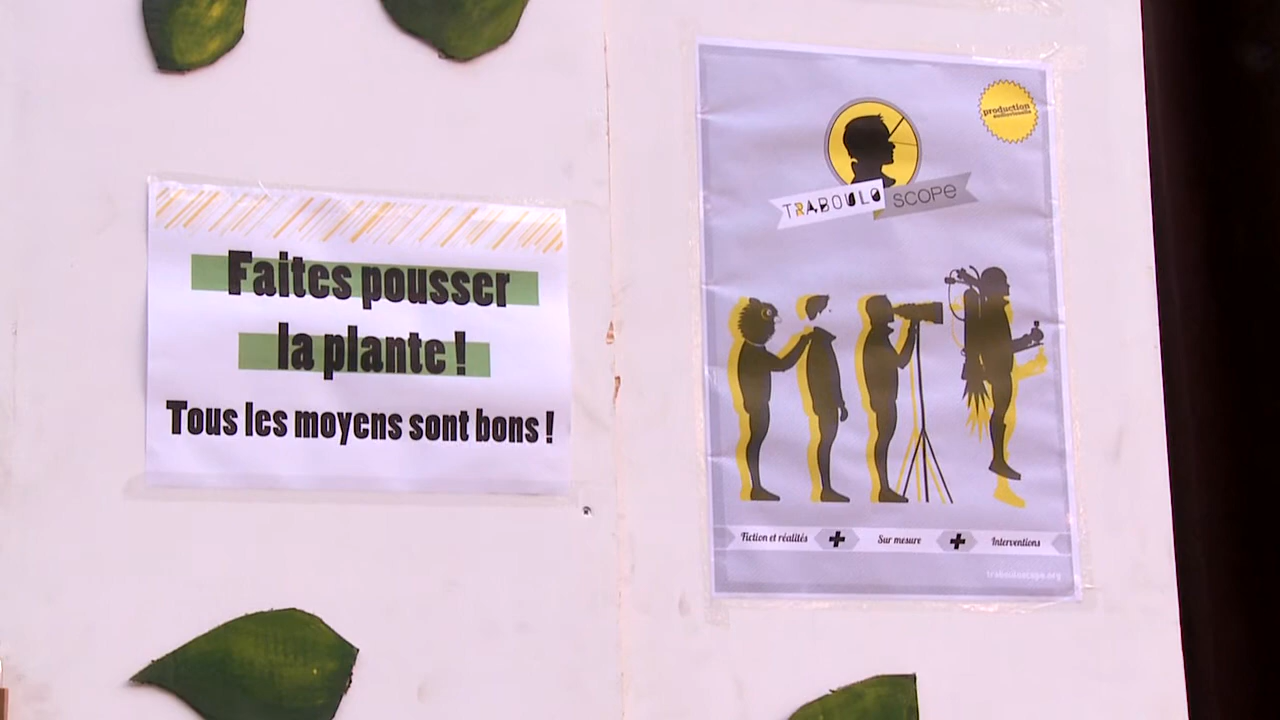 Faites pousser
la plante !
Tous les moyens sont bons !
production
audiovisuelle
TRABOULO SCOPE
Fiction et réalités + Sur mesure + Interventions
trabouloscope.org